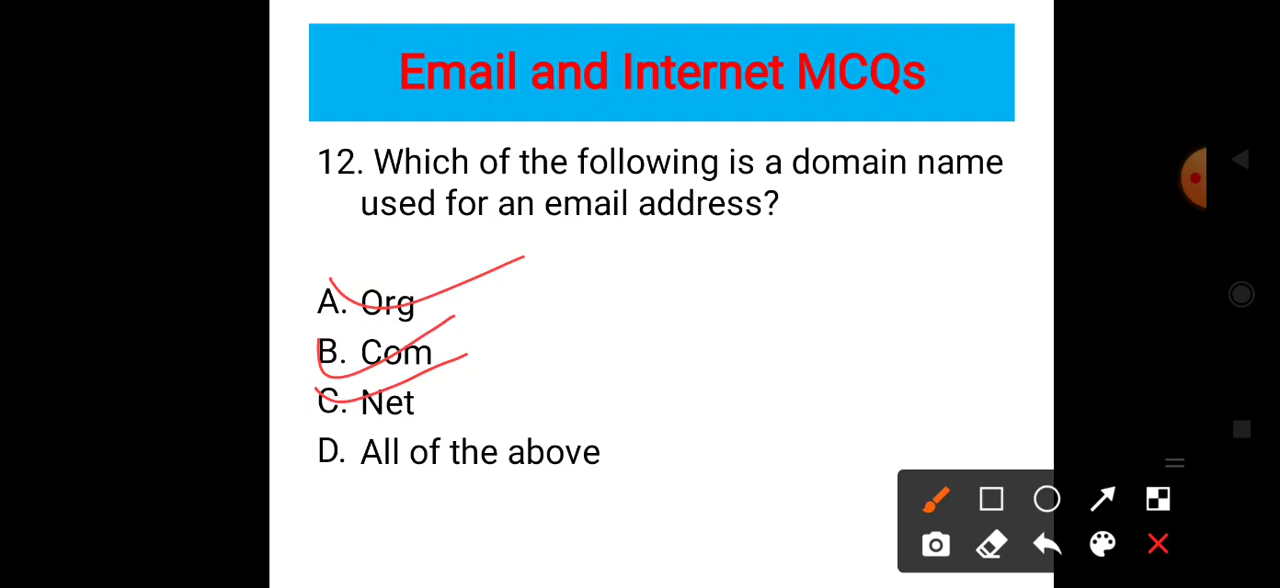 Email and Internet MCQs
12. Which of the following is a domain name
used for an email address?
A. Org
B. Com
C. Net
D. All of the above